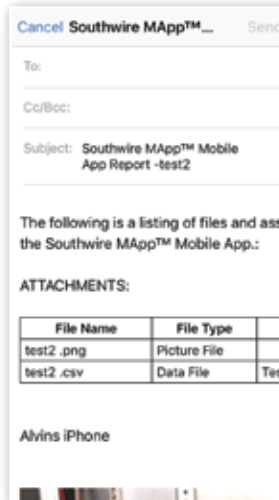 Cancel Southwire MApp™... Send
To:
Cc/Bcc:
Subject: Southwire MApp™ Mobile
App Report -test2
The following is a listing of files and ass
the Southwire MApp™ Mobile App.:
ATTACHMENTS:
File Name File Type
test2 .png Picture File
test2 .csv Data File Tes
Alvins iPhone